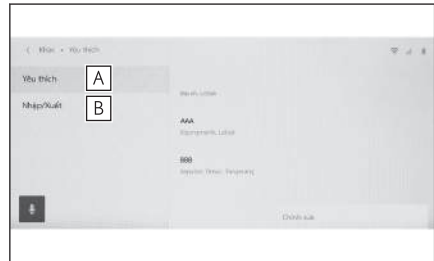 Khác • Yêu thích
Yêu thích
A
Nhập/Xuất
B
AAA
BBB
Chỉnh sửa